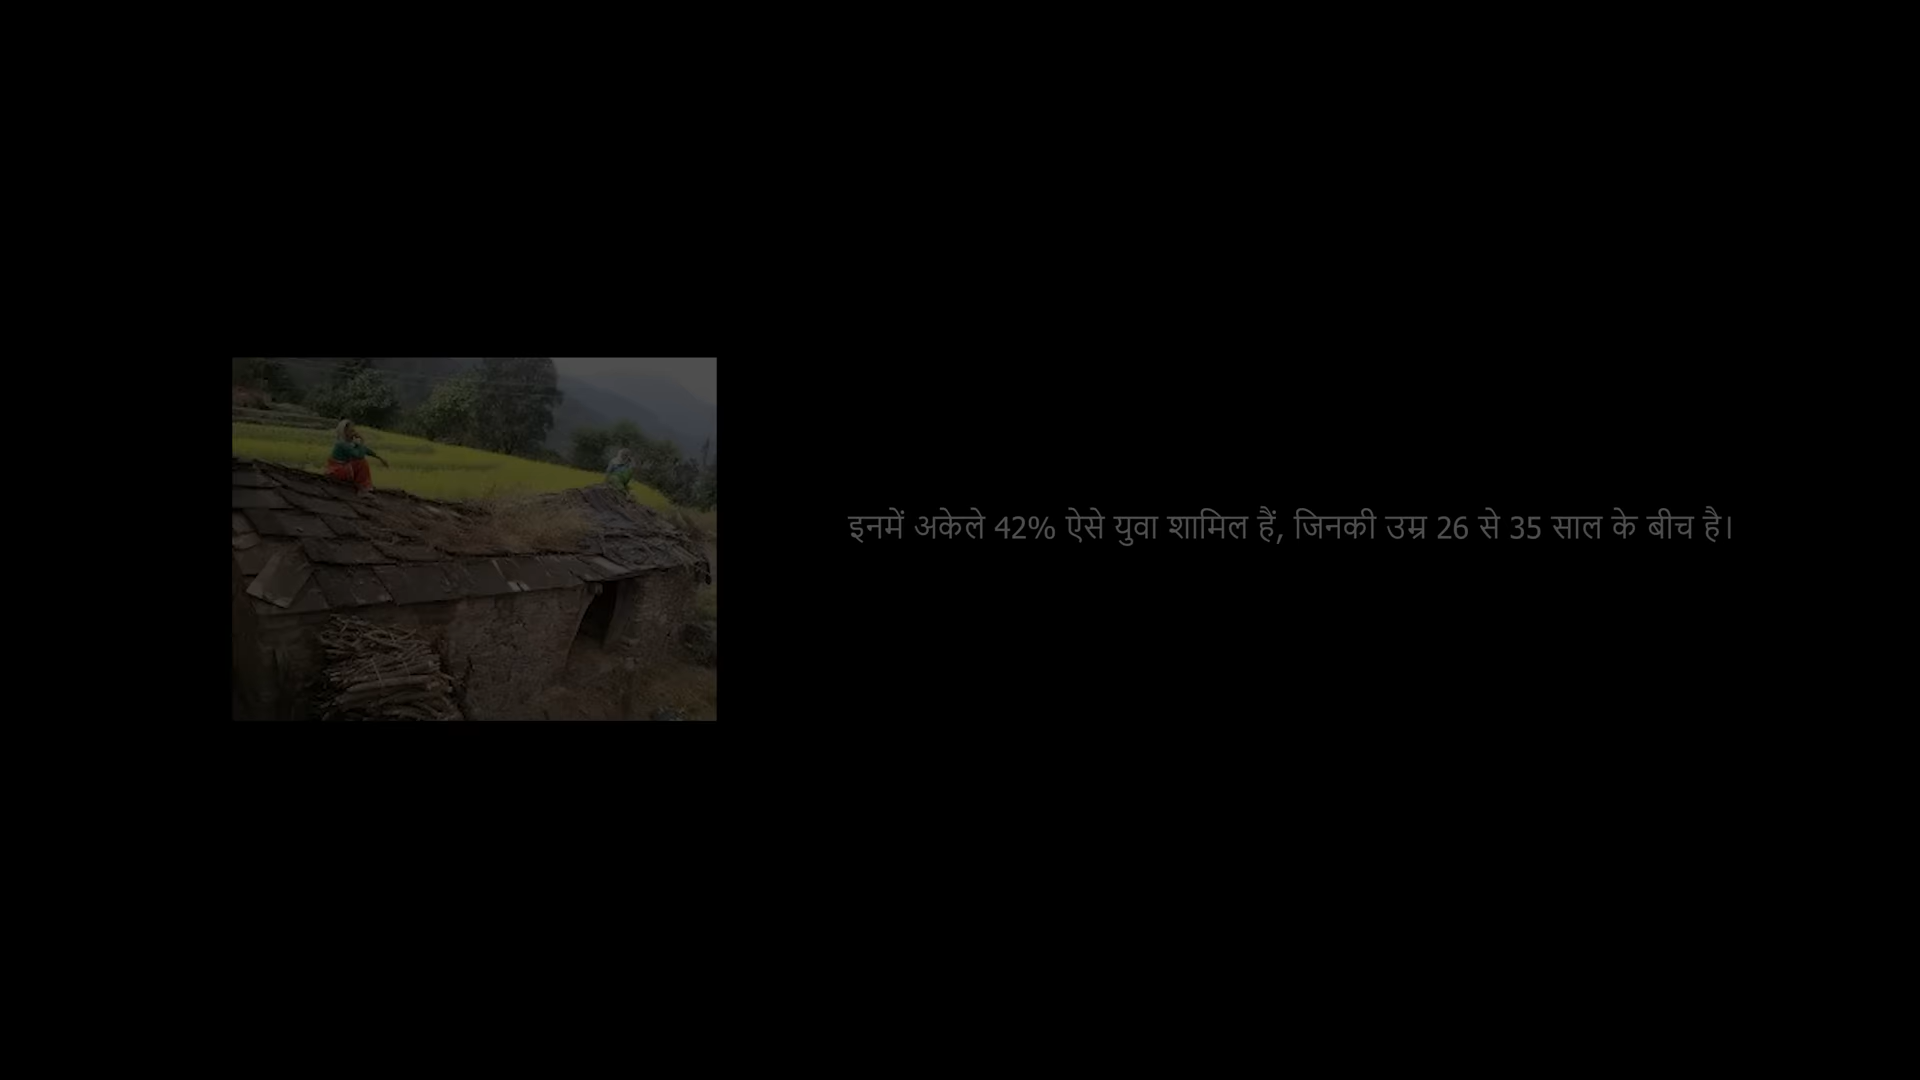 इनमें अकेले 42% ऐसे युवा शामिल हैं, जिनकी उम्र 26 से 35 साल के बीच है।